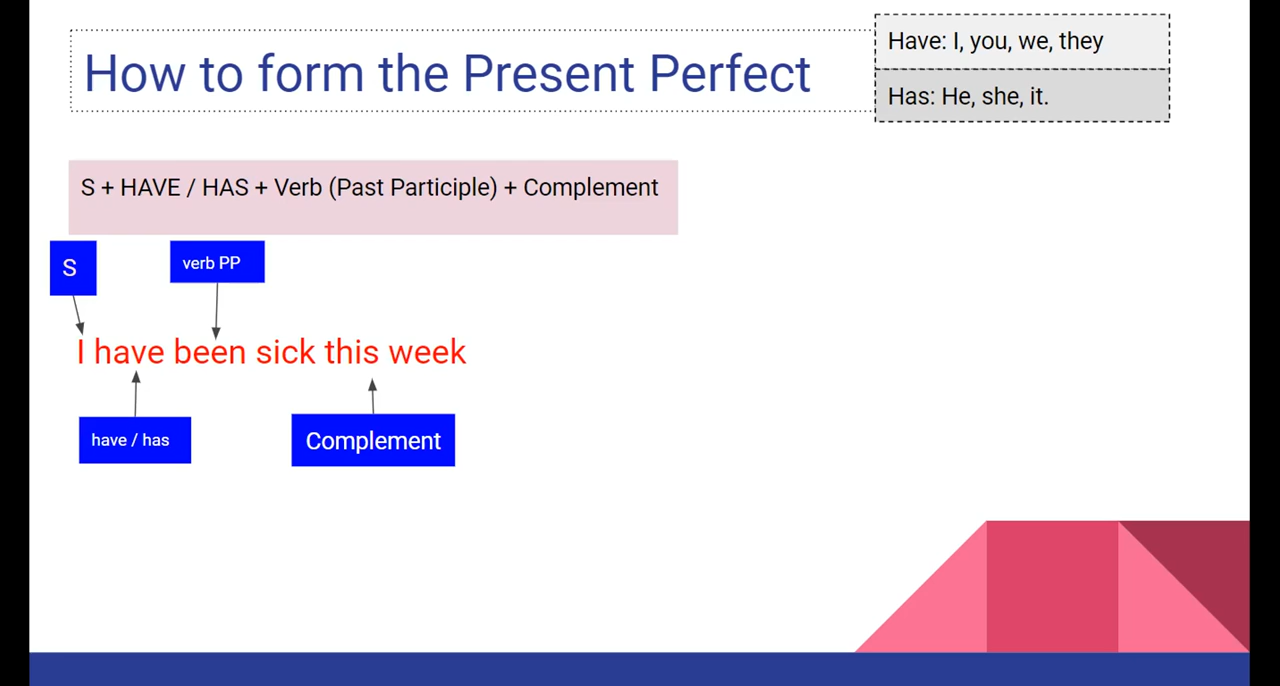 How to form the Present Perfect
Have: I, you, we, they
Has: He, she, it.
S + HAVE / HAS + Verb (Past Participle) + Complement
S
verb PP
I have been sick this week
have / has
Complement